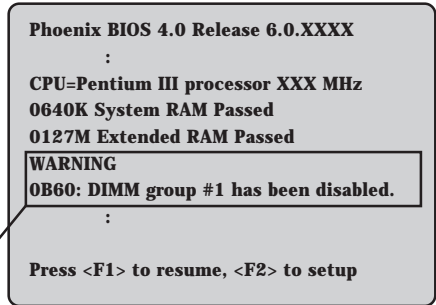 Phoenix BIOS 4.0 Release 6.0.XXXX
:
CPU=Pentium III processor XXX MHz
0640K System RAM Passed
0127M Extended RAM Passed
WARNING
0B60: DIMM group #1 has been disabled.
:
Press <F1> to resume, <F2> to setup